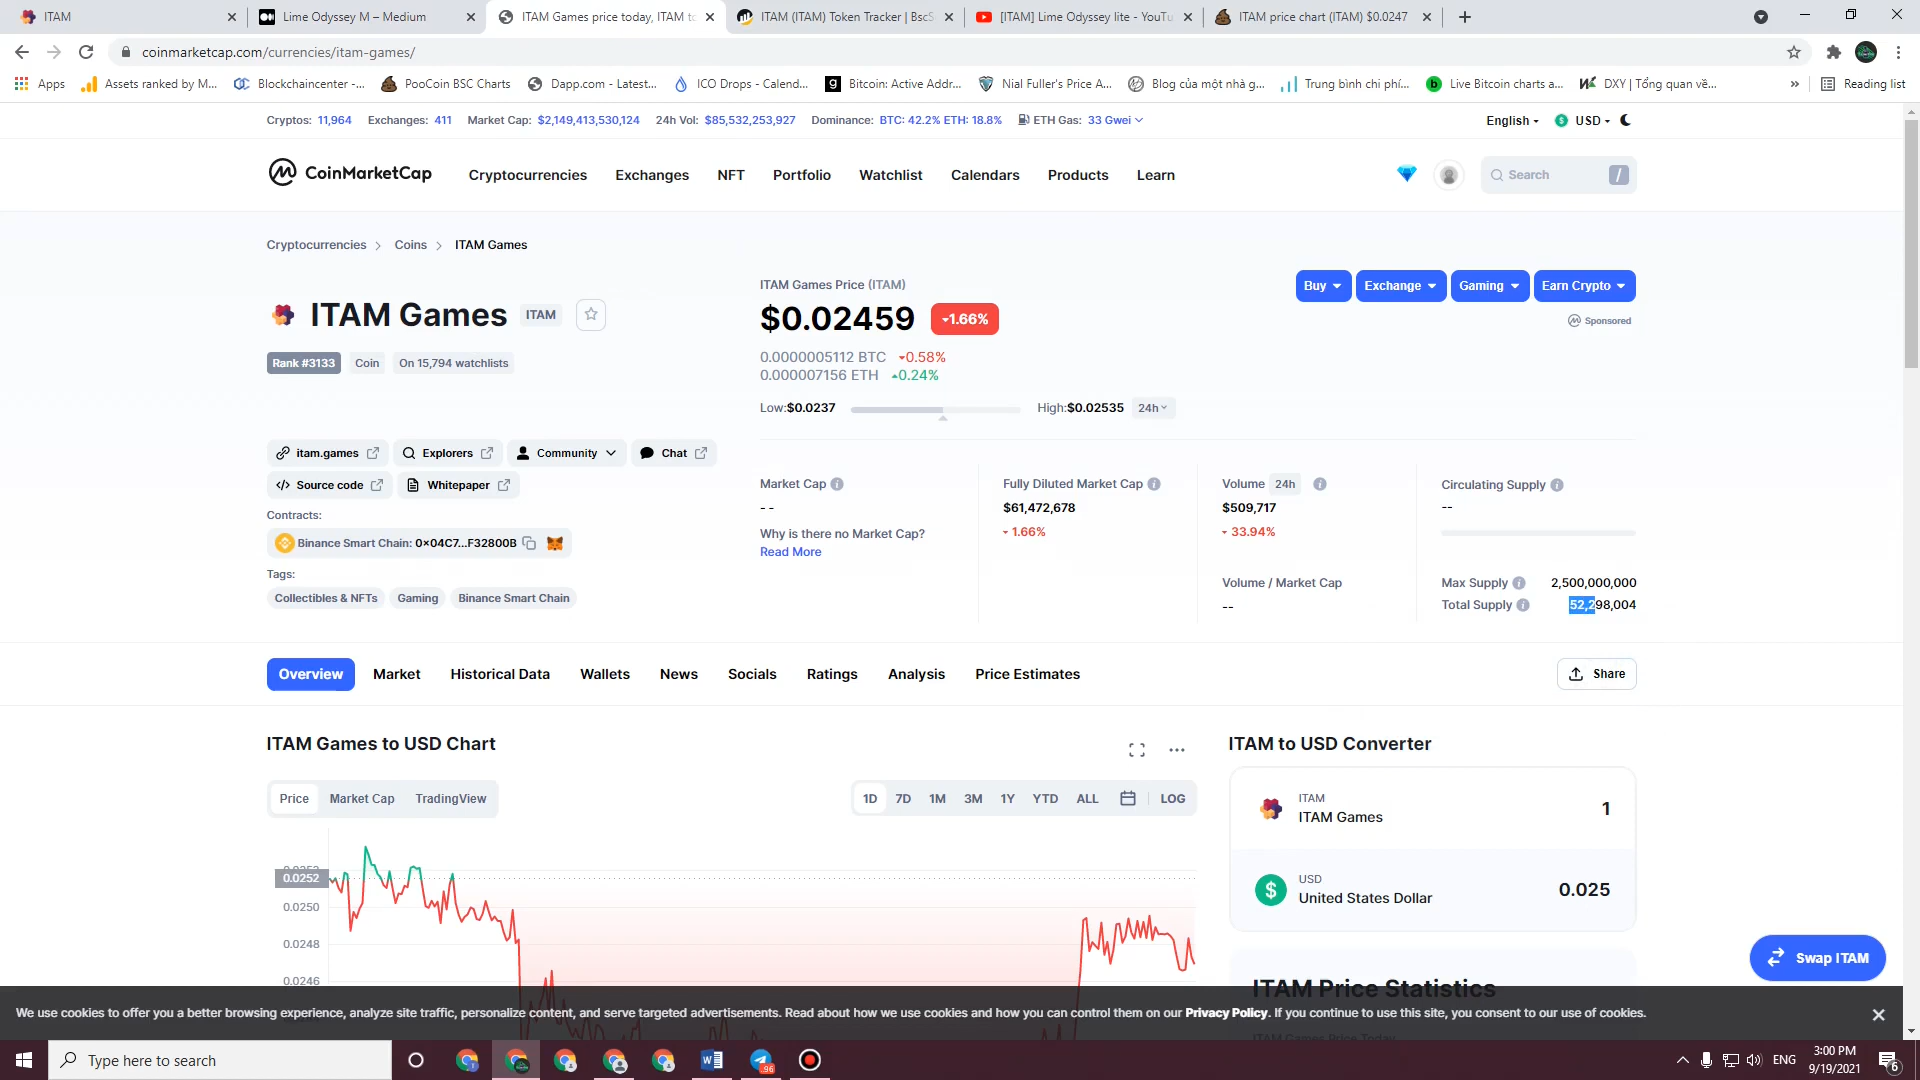 ITAM
Lime Odyssey M – Medium
ITAM Games price today, ITAM to
ITAM (ITAM) Token Tracker | BscS
[ITAM] Lime Odyssey lite - YouTu
ITAM price chart (ITAM) $0.0247
coinmarketcap.com/currencies/itam-games/
Apps
Assets ranked by M...
Blockchaincenter -...
PooCoin BSC Charts
Dapp.com - Latest...
ICO Drops - Calend...
Bitcoin: Active Addr...
Nial Fuller's Price A...
Blog của một nhà g...
Trung bình chi phí...
Live Bitcoin charts a...
DXY | Tổng quan về...
»
Reading list
Cryptos: 11,964 Exchanges: 411 Market Cap: $2,149,413,530,124 24h Vol: $85,532,253,927 Dominance: BTC: 42.2% ETH: 18.8% ETH Gas: 33 Gwei
English
USD
CoinMarketCap
Cryptocurrencies Exchanges NFT Portfolio Watchlist Calendars Products Learn
Search /
Cryptocurrencies > Coins > ITAM Games
ITAM Games ITAM
Rank #3133 Coin On 15,794 watchlists
ITAM Games Price (ITAM)
$0.02459 1.66%
0.0000005112 BTC 0.58%
0.000007156 ETH 0.24%
Low:$0.0237 High:$0.02535 24h
Buy Exchange Gaming Earn Crypto
Sponsored
itam.games Explorers Community Chat
Source code Whitepaper
Contracts:
Binance Smart Chain: 0x04C7...F32800B
Tags:
Collectibles & NFTs Gaming Binance Smart Chain
Market Cap
- -
Why is there no Market Cap?
Read More
Fully Diluted Market Cap
$61,472,678
1.66%
Volume 24h
$509,717
33.94%
Volume / Market Cap
--
Circulating Supply
--
Max Supply 2,500,000,000
Total Supply 52,298,004
Overview Market Historical Data Wallets News Socials Ratings Analysis Price Estimates
Share
ITAM Games to USD Chart
Price Market Cap TradingView
1D 7D 1M 3M 1Y YTD ALL LOG
0.0252
0.0250
0.0248
0.0246
ITAM to USD Converter
ITAM
ITAM Games
1
USD
United States Dollar
0.025
Swap ITAM
ITAM Price Statistics
We use cookies to offer you a better browsing experience, analyze site traffic, personalize content, and serve targeted advertisements. Read about how we use cookies and how you can control them on our Privacy Policy. If you continue to use this site, you consent to our use of cookies.
ITAM Games Price Today
Type here to search
96
ENG
3:00 PM
9/19/2021
6